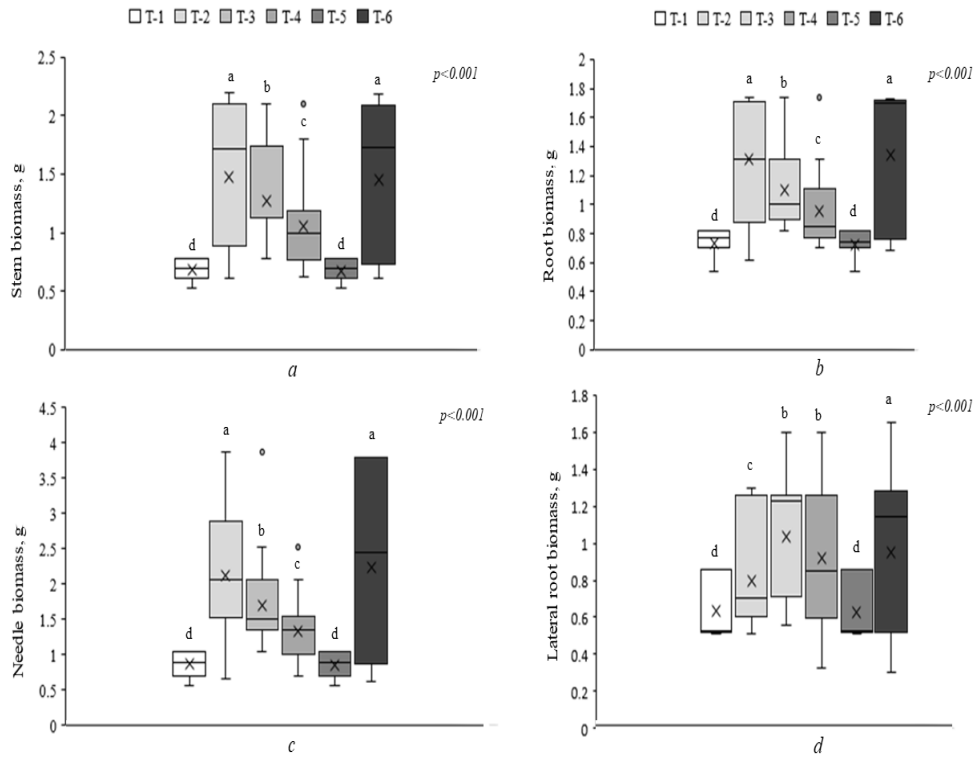 T-1 T-2 T-3 T-4 T-5 T-6
Stem biomass, g
2.5
2
1.5
1
0.5
0
d
a
b
c
d
a
p<0.001
a
T-1 T-2 T-3 T-4 T-5 T-6
Root biomass, g
2
1.8
1.6
1.4
1.2
1
0.8
0.6
0.4
0.2
0
d
a
b
c
d
a
p<0.001
b
Needle biomass, g
4.5
4
3.5
3
2.5
2
1.5
1
0.5
0
d
a
b
c
d
a
p<0.001
c
Lateral root biomass, g
1.8
1.6
1.4
1.2
1
0.8
0.6
0.4
0.2
0
d
c
b
b
d
a
p<0.001
d